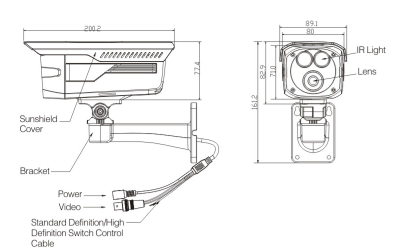 200.2
77.4
Sunshield
Cover
Bracket
Power
Video
Standard Definition/High
Definition Switch Control
Cable
89.1
80
161.2
82.9
71.0
IR Light
Lens